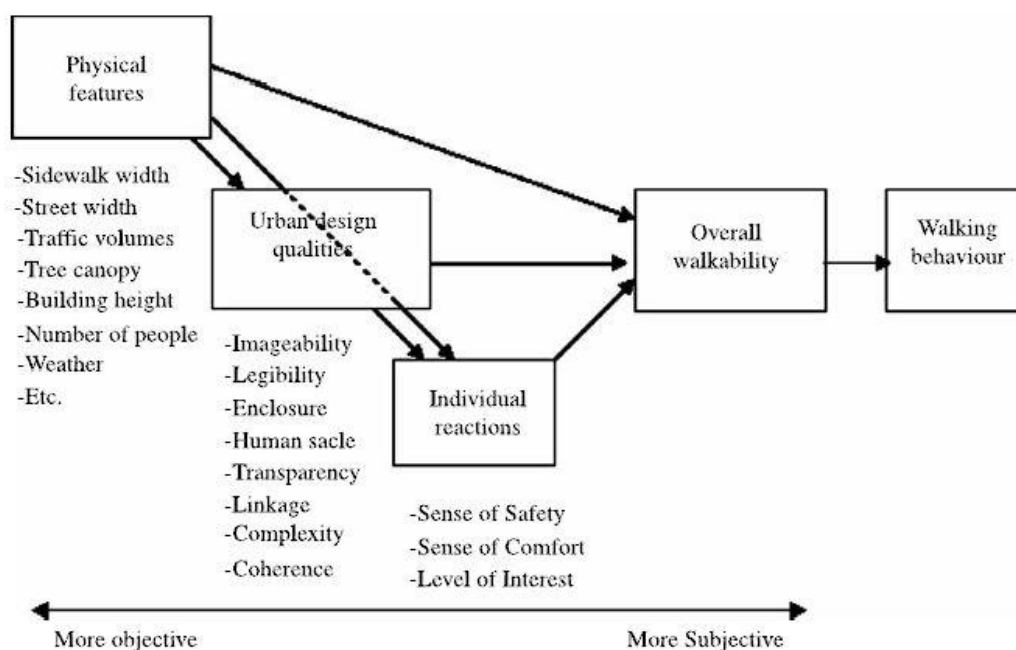 Physical
features
-Sidewalk width
-Street width
-Traffic volumes
-Tree canopy
-Building height
-Number of people
-Weather
-Etc.
Urban design
qualities
-Imageability
-Legibility
-Enclosure
-Human sacle
-Transparency
-Linkage
-Complexity
-Coherence
Individual
reactions
-Sense of Safety
-Sense of Comfort
-Level of Interest
Overall
walkability
Walking
behaviour
More objective
More Subjective